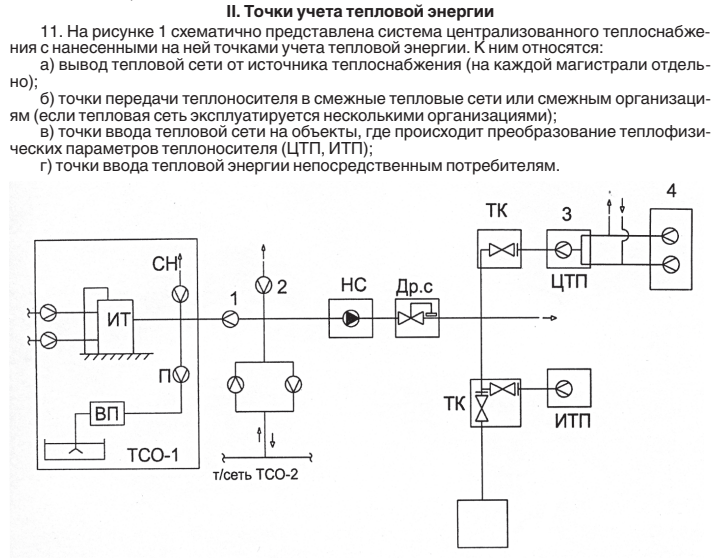 II. Точки учета тепловой энергии
11. На рисунке 1 схематично представлена система централизованного теплоснабже-
ния с нанесенными на ней точками учета тепловой энергии. К ним относятся:
а) вывод тепловой сети от источника теплоснабжения (на каждой магистрали отдель-
но);
б) точки передачи теплоносителя в смежные тепловые сети или смежным организаци-
ям (если тепловая сеть эксплуатируется несколькими организациями);
в) точки ввода тепловой сети на объекты, где происходит преобразование теплофизи-
ческих параметров теплоносителя (ЦТП, ИТП);
г) точки ввода тепловой энергии непосредственным потребителям.
4
ТК
3
СН
НС
Др.с
ЦТП
1
2
ИТ
П
ТК
ИТП
ВП
ТСО-1
т/сеть ТСО-2